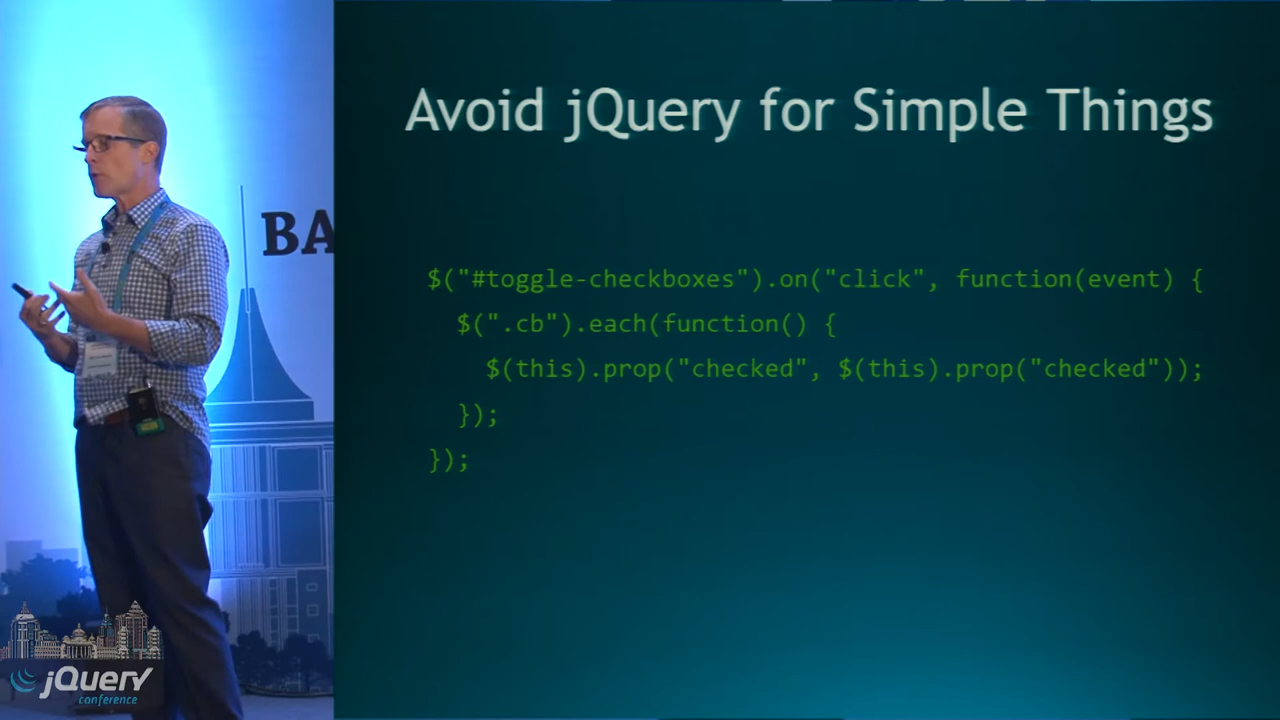 Avoid jQuery for Simple Things
BA
$("#toggle-checkboxes").on("click", function(event) {
$(".cb").each(function() {
$(this).prop("checked", $(this).prop("checked"));
});
});
jQuery
conference